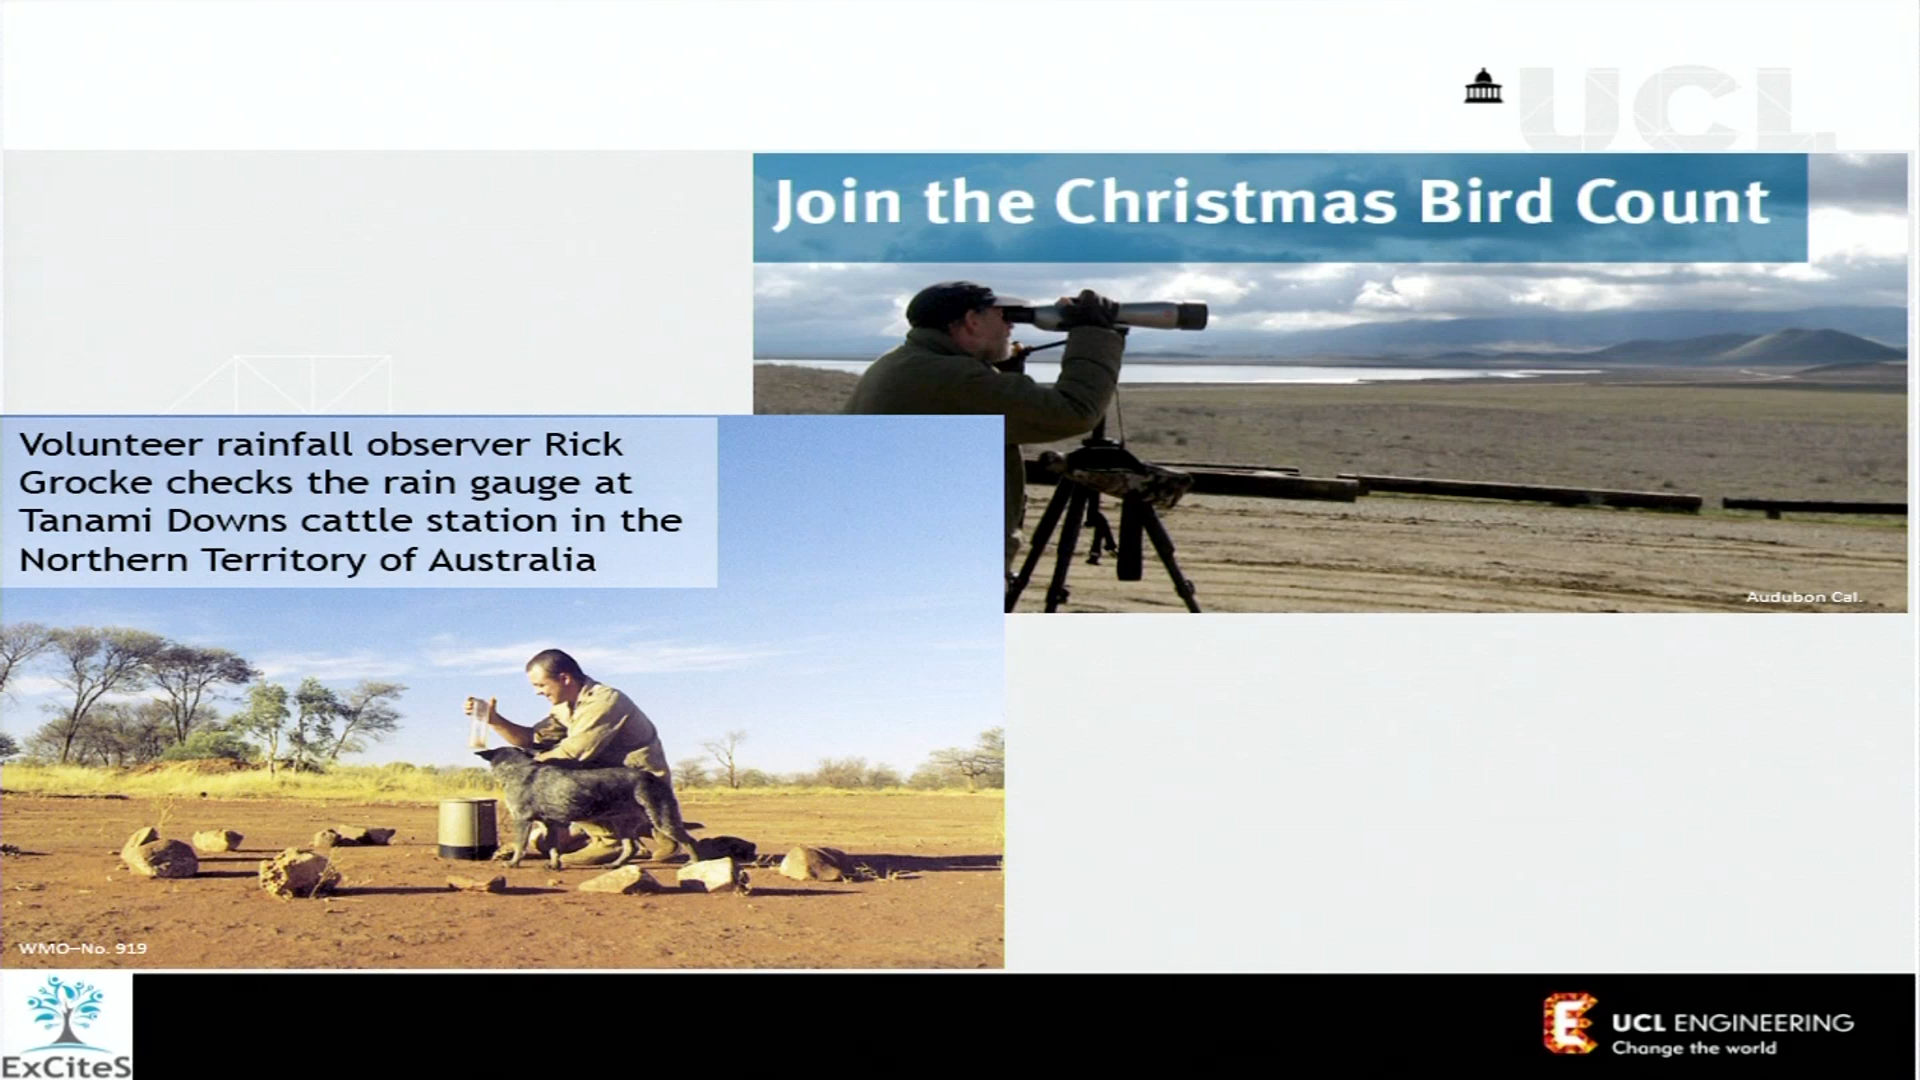 UCL
Join the Christmas Bird Count
Audubon Cal.
Volunteer rainfall observer Rick
Grocke checks the rain gauge at
Tanami Downs cattle station in the
Northern Territory of Australia
WMO–No. 919
ExCiteS
UCL ENGINEERING
Change the world